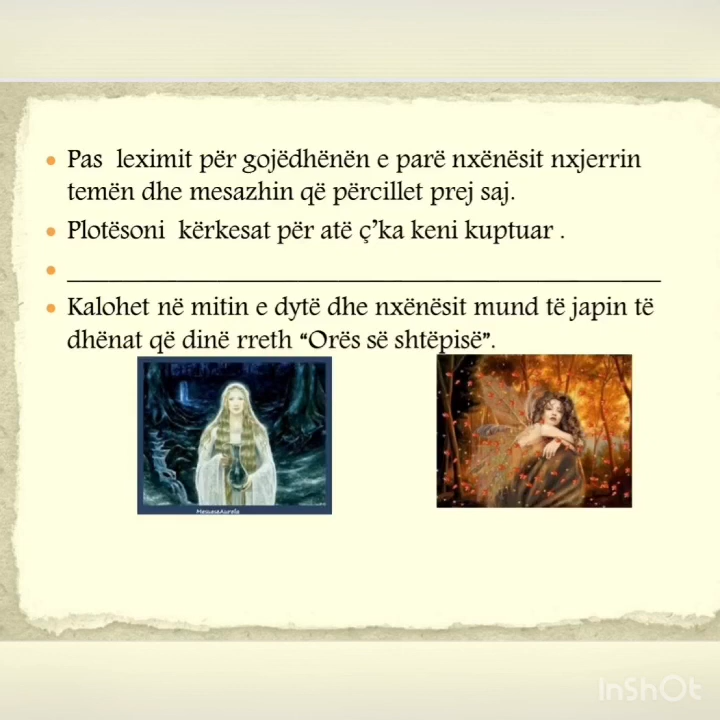 Pas leximit për gojëdhënën e parë nxënësit nxjerrin
temën dhe mesazhin që përcillet prej saj.
Plotësoni kërkesat për atë ç’ka keni kuptuar .
Kalohet në mitin e dytë dhe nxënësit mund të japin të
dhënat që dinë rreth “Orës së shtëpisë”.
InShOt